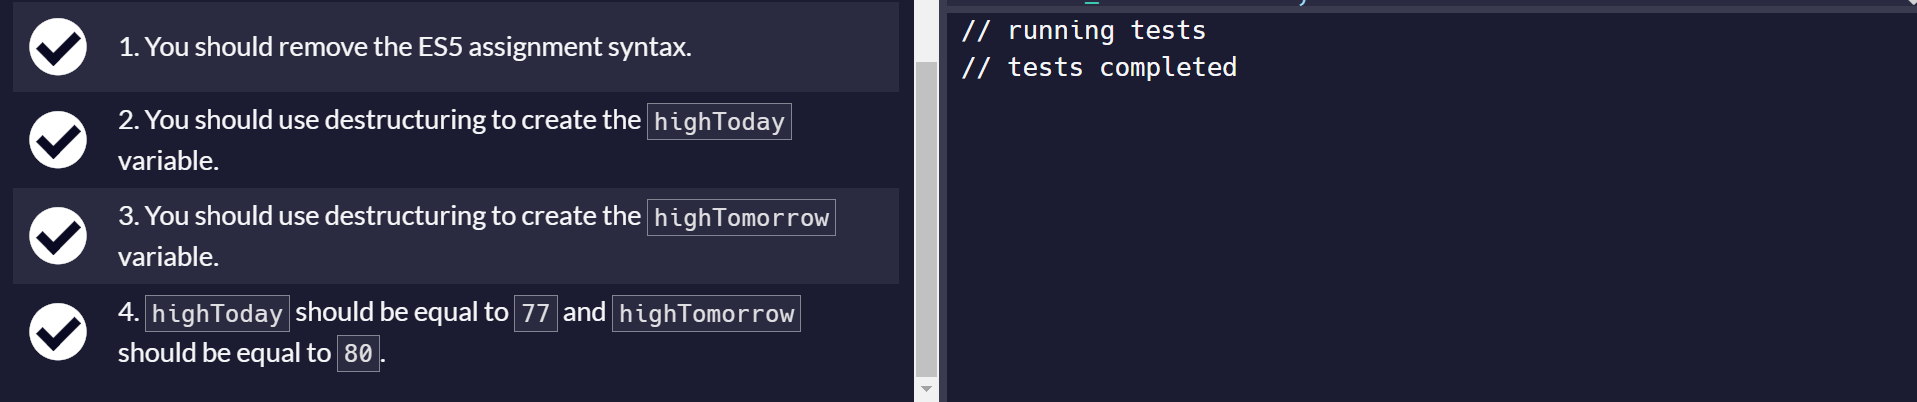 1. You should remove the ES5 assignment syntax.
2. You should use destructuring to create the highToday
variable.
3. You should use destructuring to create the highTomorrow
variable.
4. highToday should be equal to 77 and highTomorrow
should be equal to 80.
// running tests
// tests completed